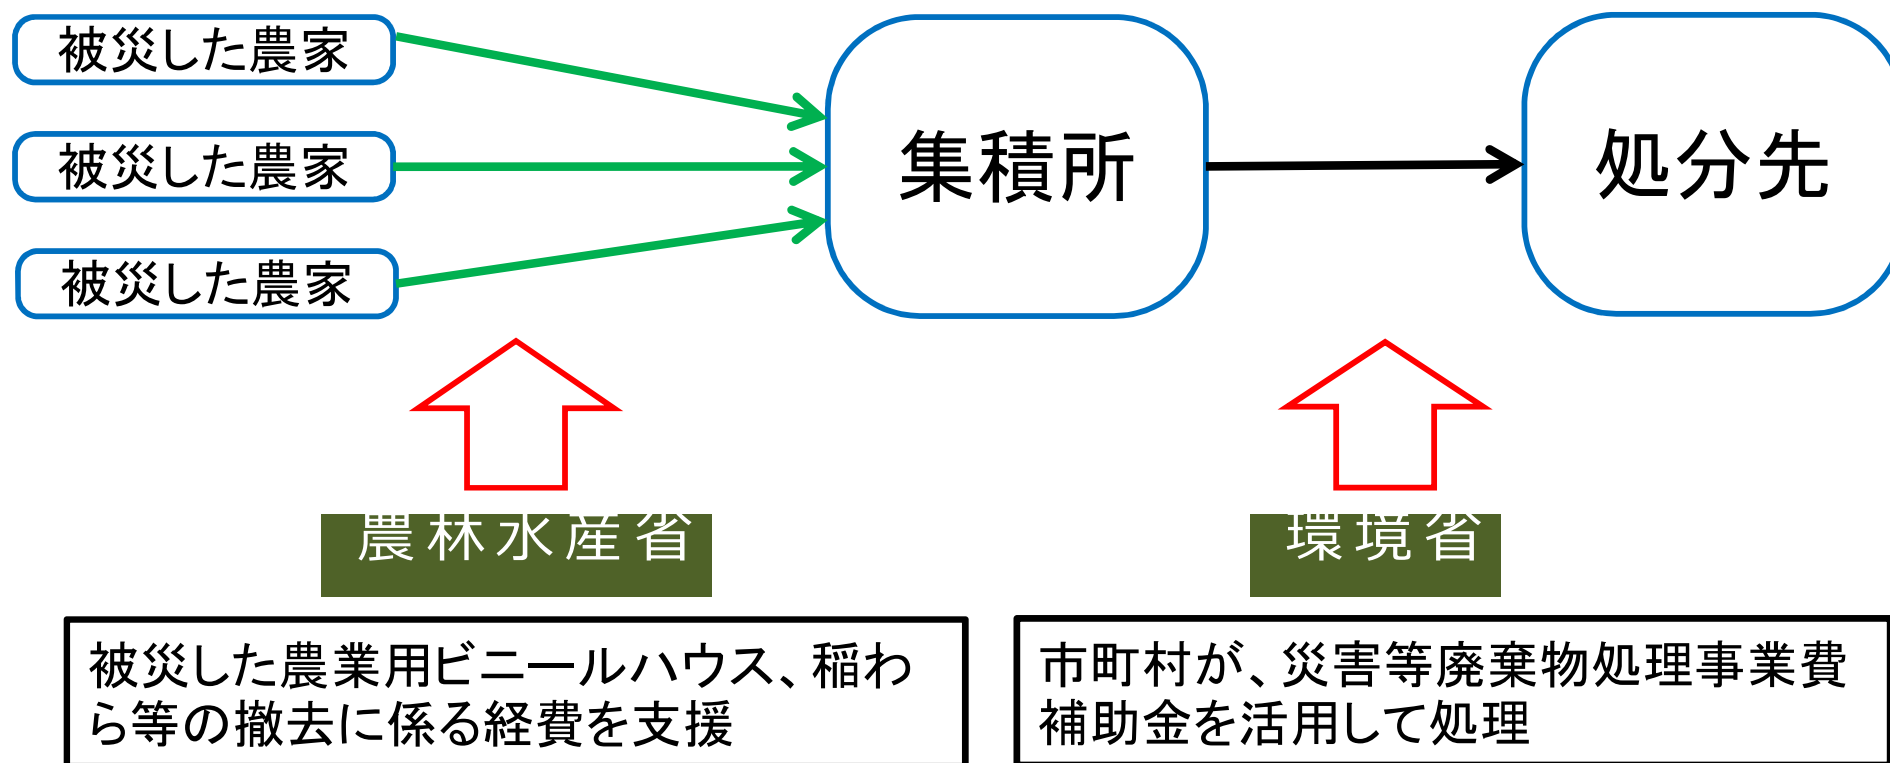 被災した農家
被災した農家
被災した農家
集積所
処分先
農林水産省
環境省
被災した農業用ビニールハウス、稲わ
ら等の撤去に係る経費を支援
市町村が、災害等廃棄物処理事業費
補助金を活用して処理